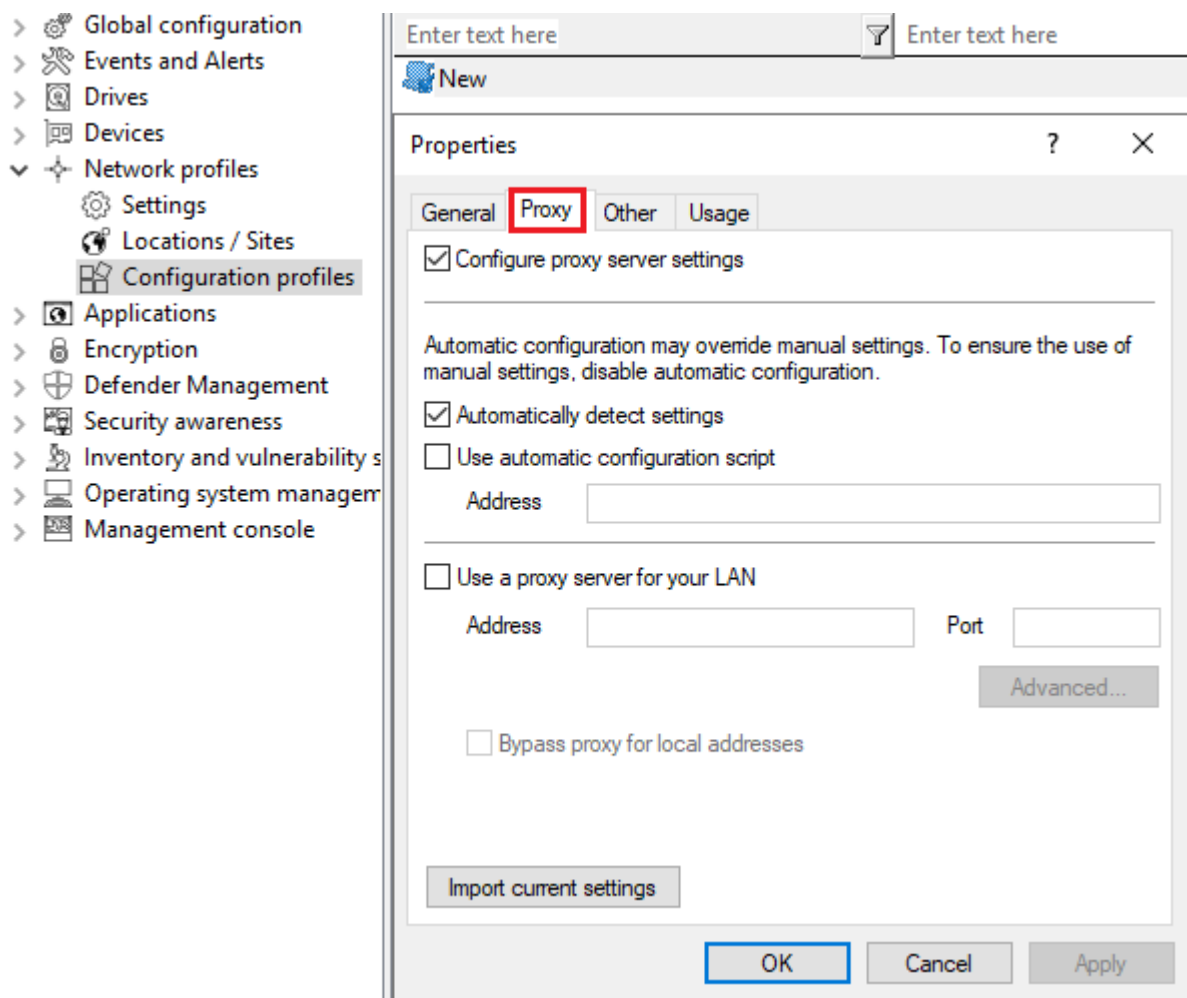 Global configuration
Events and Alerts
Drives
Devices
Network profiles
Settings
Locations / Sites
Configuration profiles
Applications
Encryption
Defender Management
Security awareness
Inventory and vulnerability s
Operating system managem
Management console
Enter text here
Enter text here
New
Properties
?
General
Proxy
Other
Usage
Configure proxy server settings
Automatic configuration may override manual settings. To ensure the use of
manual settings, disable automatic configuration.
Automatically detect settings
Use automatic configuration script
Address
Use a proxy server for your LAN
Address
Port
Advanced...
Bypass proxy for local addresses
Import current settings
OK
Cancel
Apply